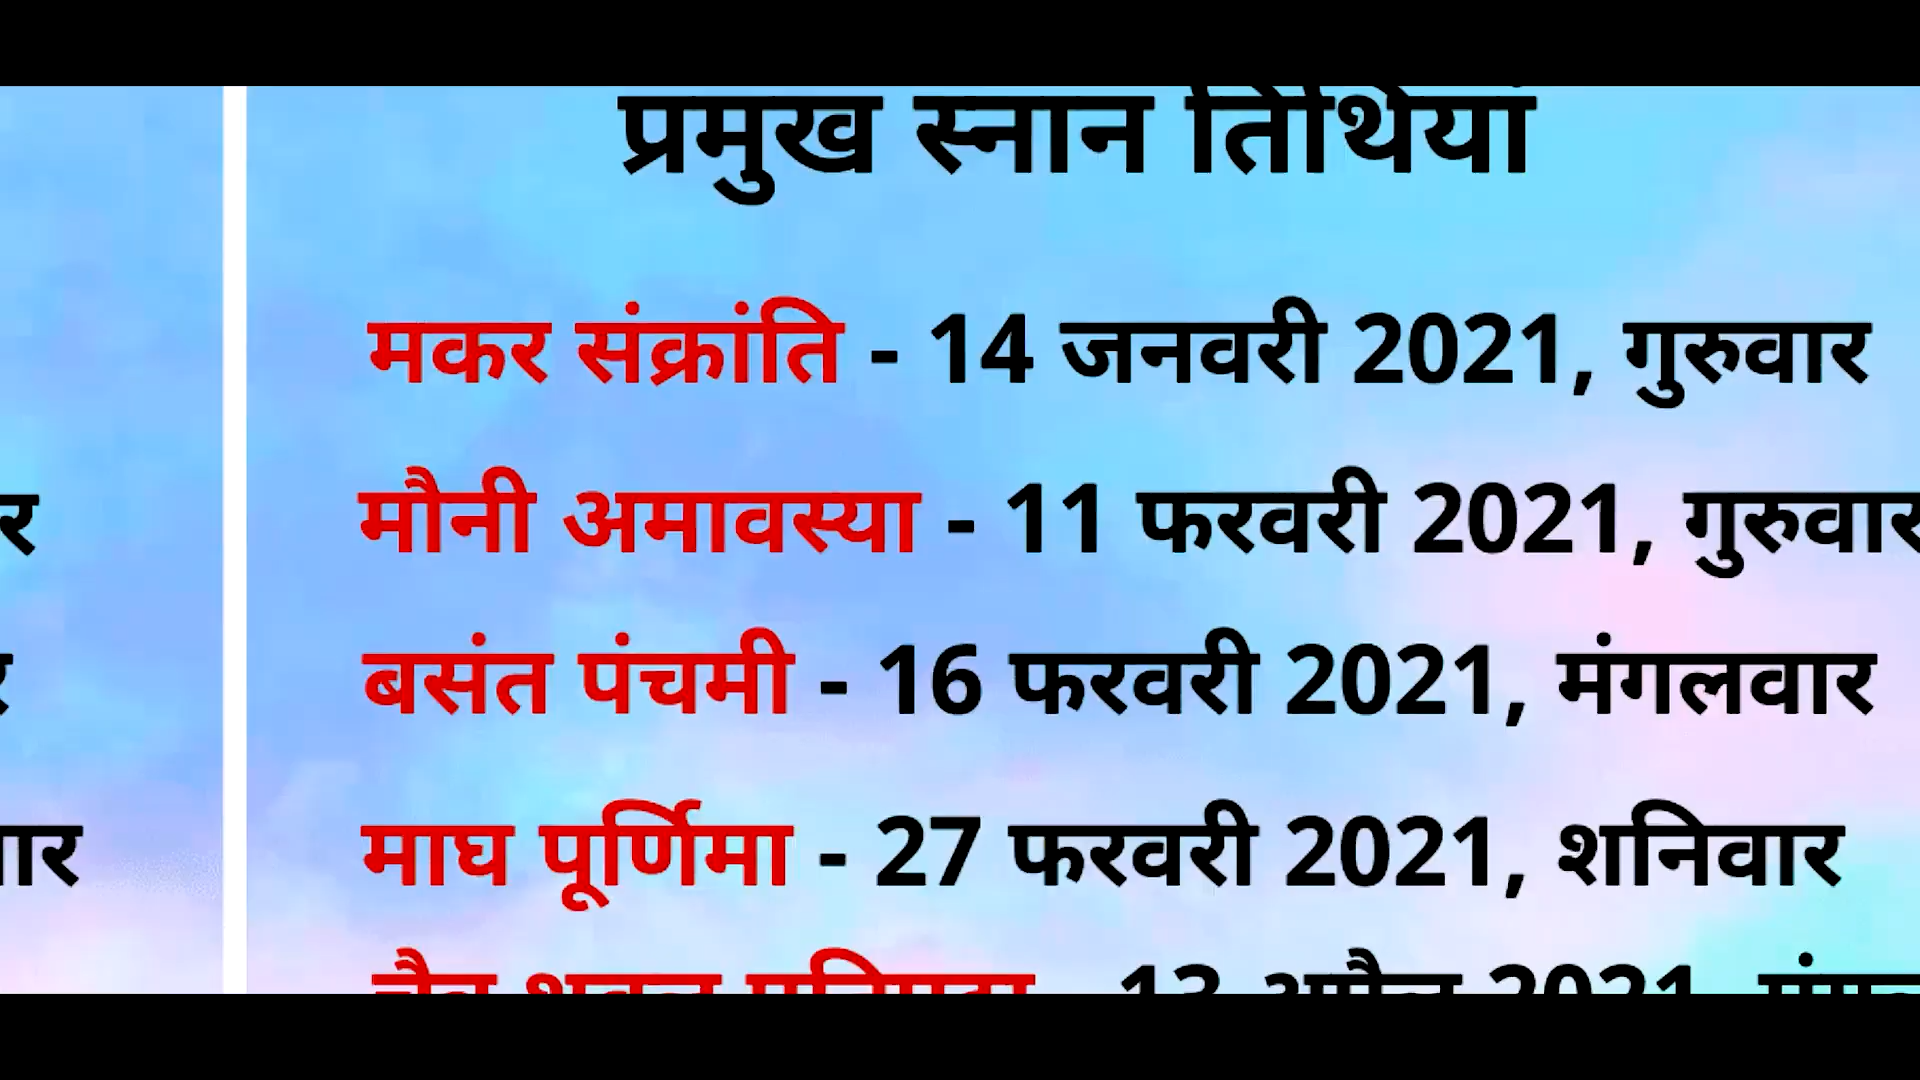 प्रमुख स्नान तिथियां
मकर संक्रांति - 14 जनवरी 2021, गुरुवार
मौनी अमावस्या - 11 फरवरी 2021, गुरुवार
बसंत पंचमी - 16 फरवरी 2021, मंगलवार
माघ पूर्णिमा - 27 फरवरी 2021, शनिवार